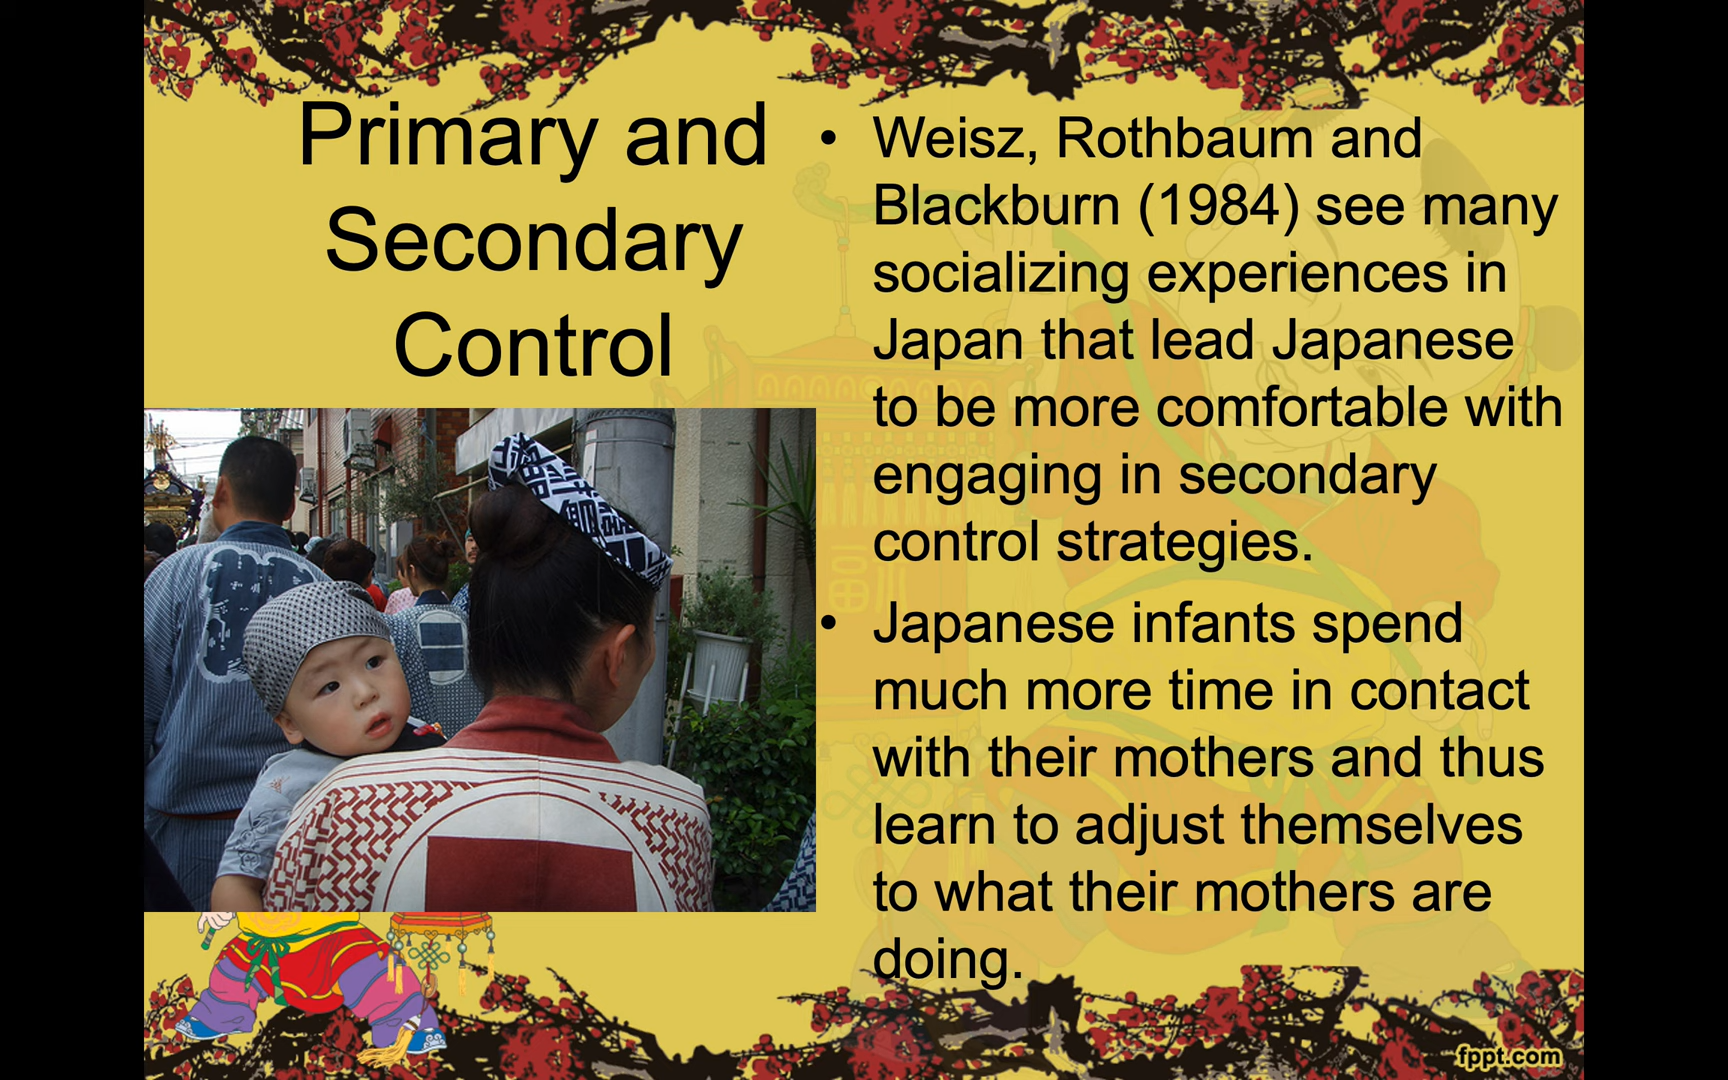 Primary and
Secondary
Control
• Weisz, Rothbaum and
Blackburn (1984) see many
socializing experiences in
Japan that lead Japanese
to be more comfortable with
engaging in secondary
control strategies.
• Japanese infants spend
much more time in contact
with their mothers and thus
learn to adjust themselves
to what their mothers are
doing.
fppt.com